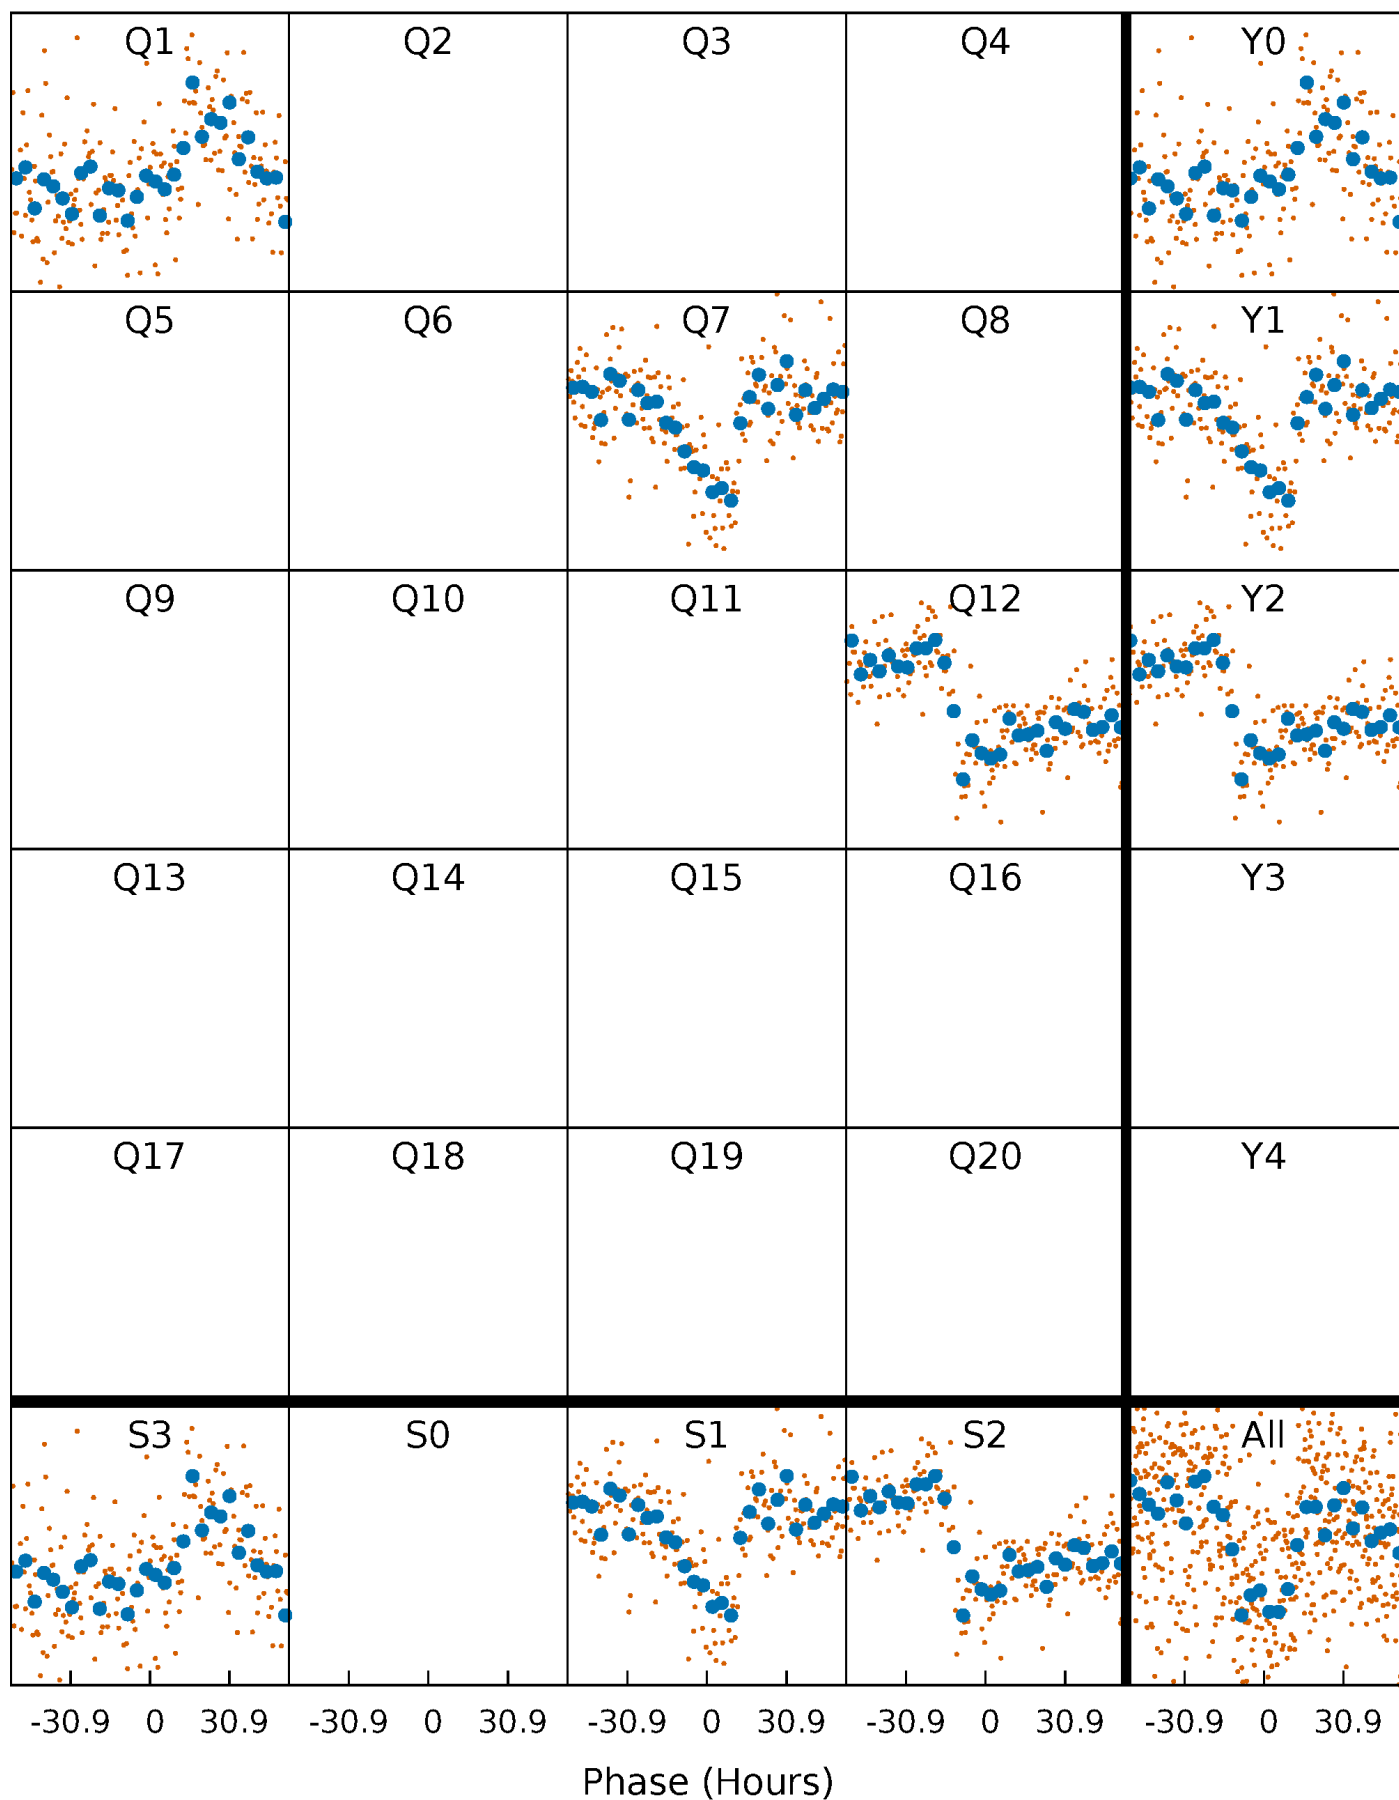 Q1 Q2 Q3 Q4 Y0
Q5 Q6 Q7 Q8 Y1
Q9 Q10 Q11 Q12 Y2
Q13 Q14 Q15 Q16 Y3
Q17 Q18 Q19 Q20 Y4
S3 S0 S1 S2 All
-30.9 0 30.9 -30.9 0 30.9 -30.9 0 30.9 -30.9 0 30.9 -30.9 0 30.9
Phase (Hours)